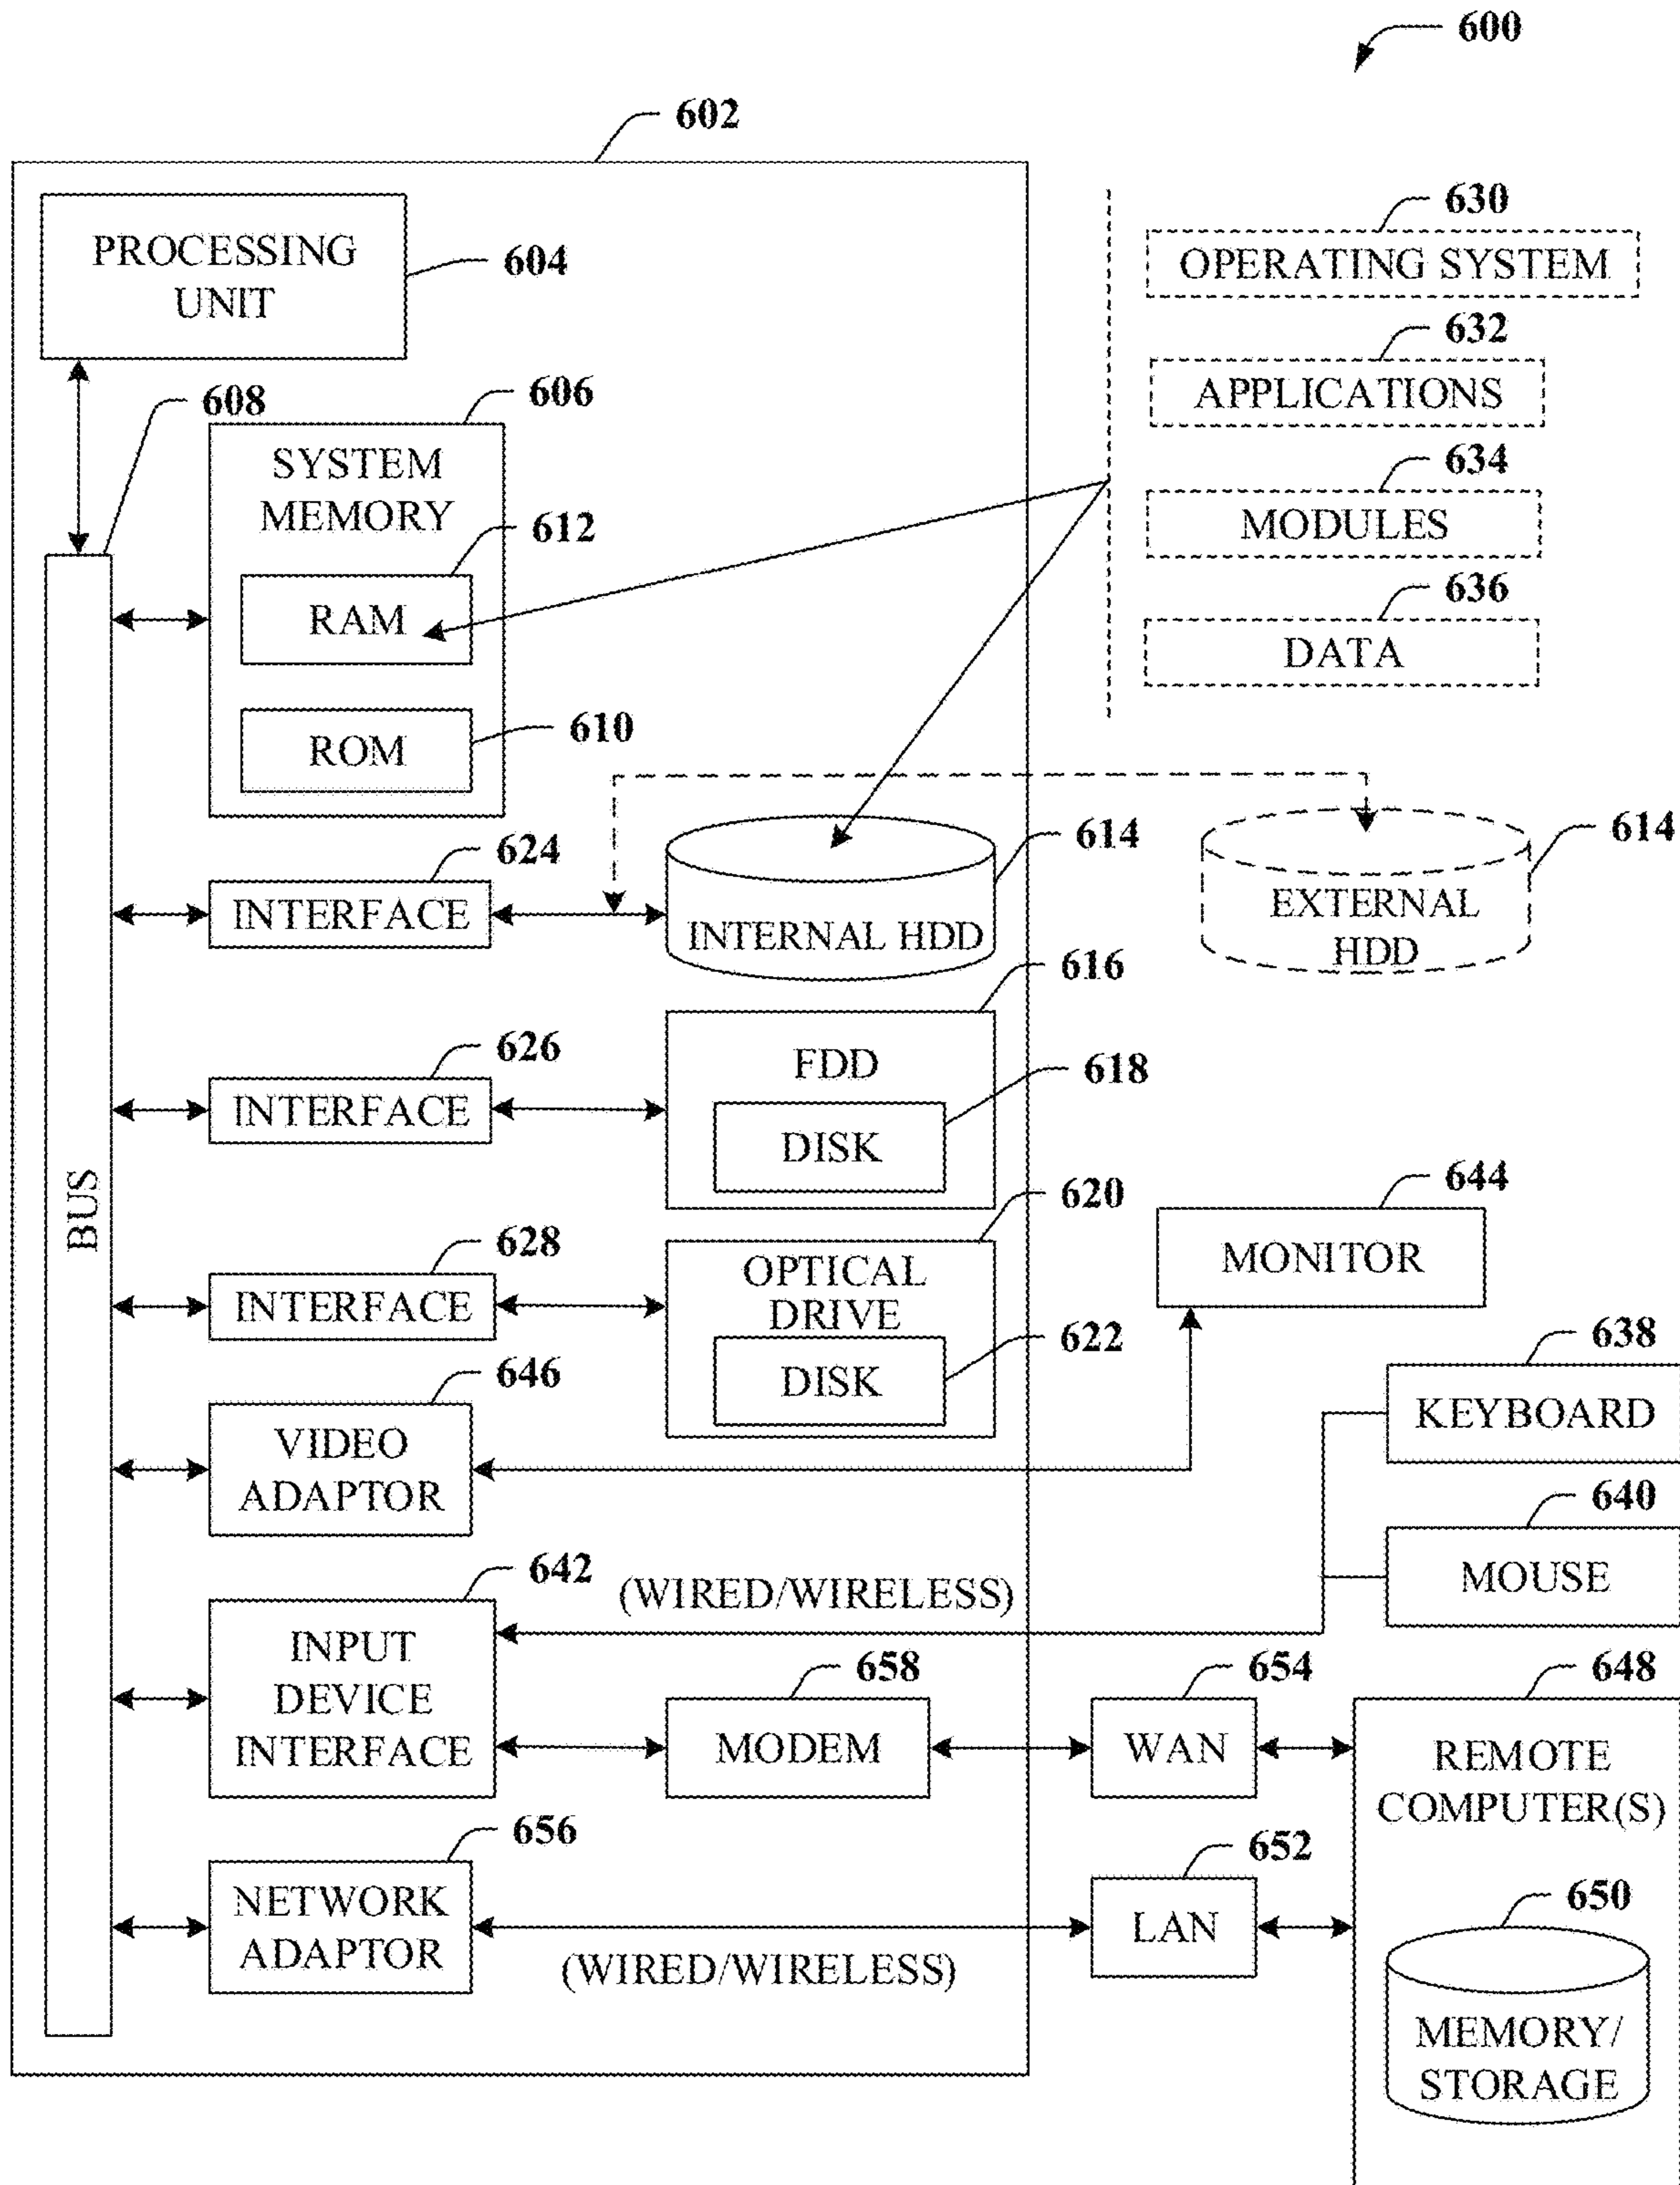 600
602
PROCESSING
UNIT
604
630
OPERATING SYSTEM
632
APPLICATIONS
634
MODULES
636
DATA
608
606
SYSTEM
MEMORY
612
RAM
610
ROM
BUS
624
INTERFACE
614
INTERNAL HDD
614
EXTERNAL
HDD
626
INTERFACE
616
FDD
618
DISK
628
INTERFACE
620
OPTICAL
DRIVE
622
DISK
644
MONITOR
646
VIDEO
ADAPTOR
638
KEYBOARD
640
MOUSE
642
(WIRED/WIRELESS)
INPUT
DEVICE
INTERFACE
658
MODEM
654
WAN
648
REMOTE
COMPUTER(S)
656
NETWORK
ADAPTOR
(WIRED/WIRELESS)
652
LAN
650
MEMORY/
STORAGE